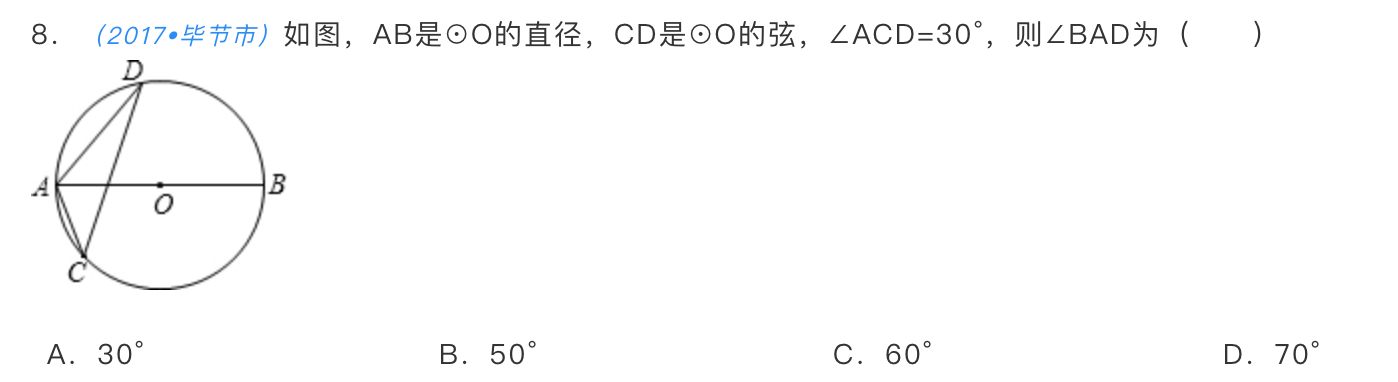 8. （2017•毕节市）如图，AB是⊙O的直径，CD是⊙O的弦，∠ACD=30°，则∠BAD为（　　）
D
A
B
O
C
A．30°　B．50°　C．60°　D．70°